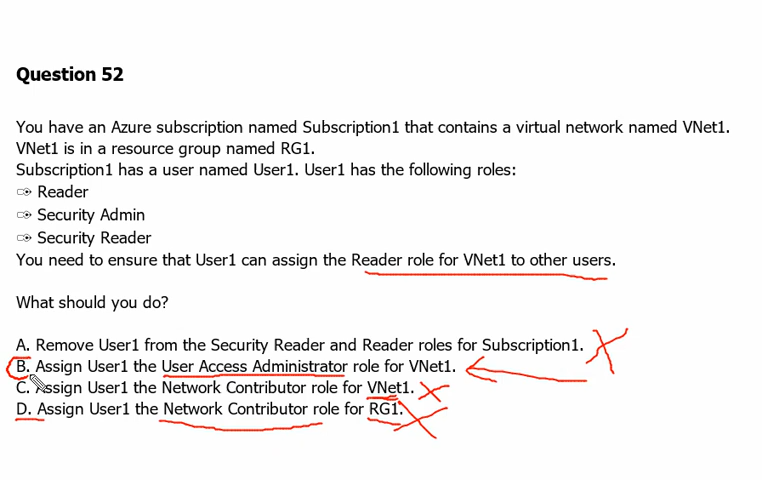 Question 52
You have an Azure subscription named Subscription1 that contains a virtual network named VNet1.
VNet1 is in a resource group named RG1.
Subscription1 has a user named User1. User1 has the following roles:
Reader
Security Admin
Security Reader
You need to ensure that User1 can assign the Reader role for VNet1 to other users.
What should you do?
A. Remove User1 from the Security Reader and Reader roles for Subscription1.
B. Assign User1 the User Access Administrator role for VNet1.
C. Assign User1 the Network Contributor role for VNet1.
D. Assign User1 the Network Contributor role for RG1.